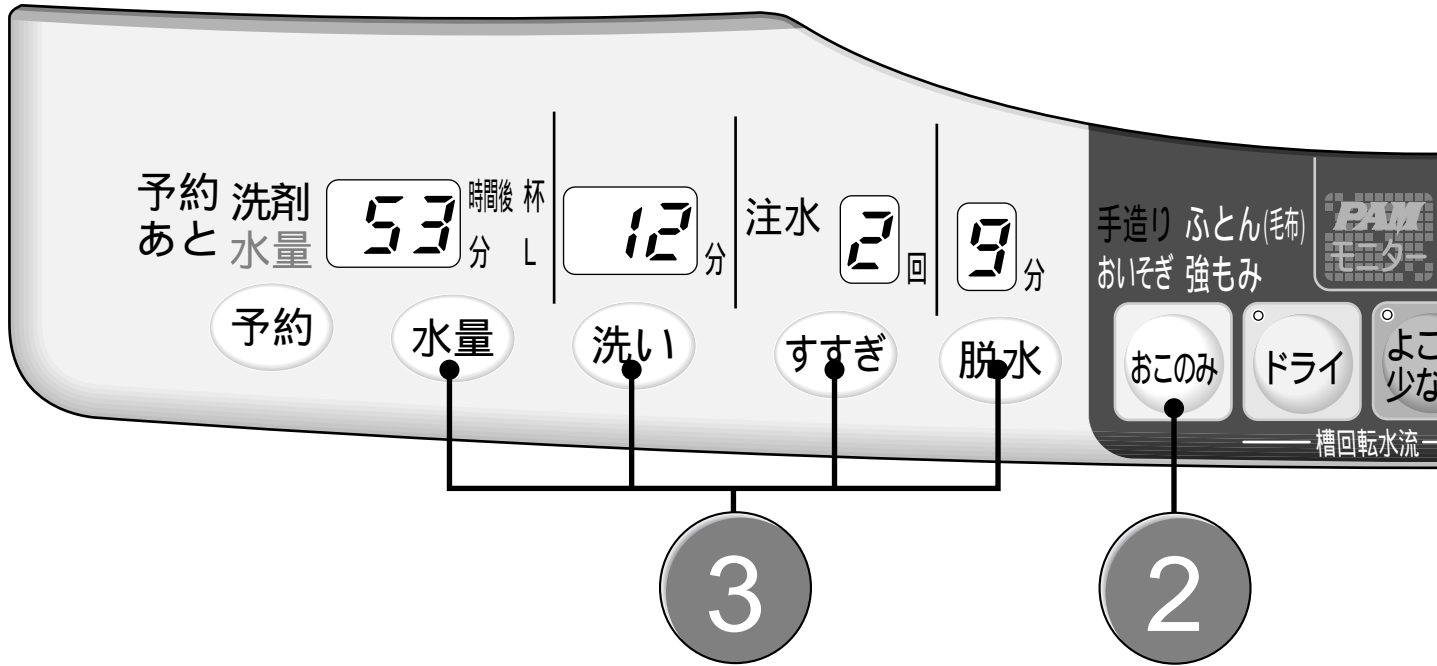 予約 洗剤 53 時間後 杯
あと 水量 分 L
12 分
注水 2 回
9 分
予約 水量 洗い すすぎ 脱水
手造り ふとん(毛布)
おいそぎ 強もみ
PAM
モニター
おこのみ ドライ よご
少な
槽回転水流
3 2